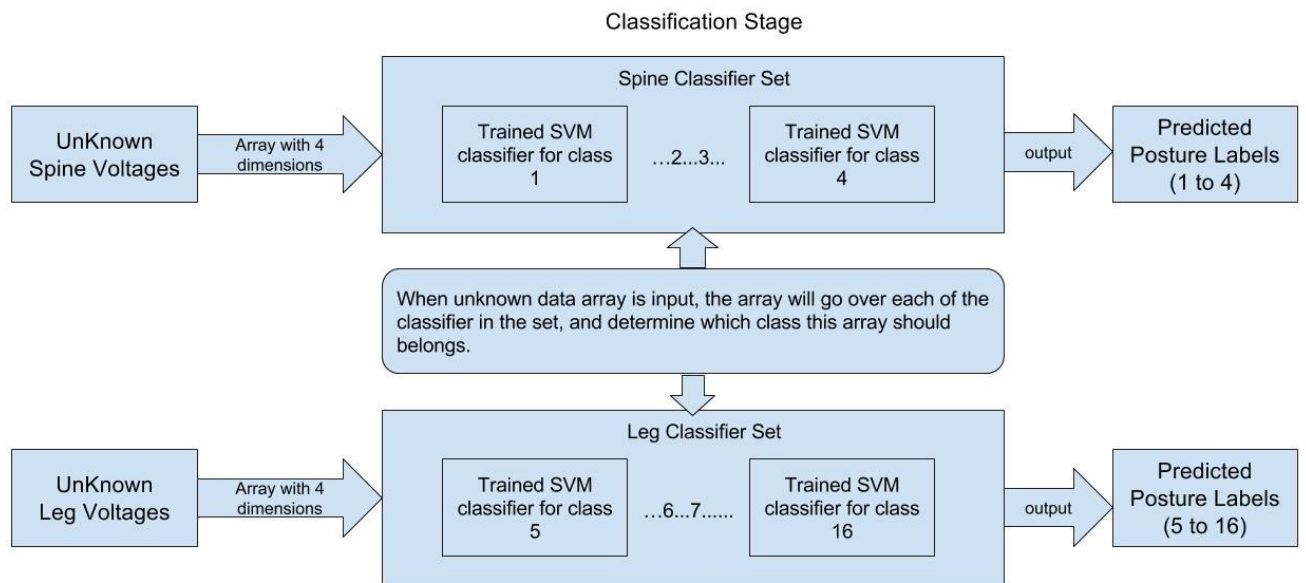 Classification Stage
Spine Classifier Set
UnKnown
Spine Voltages
Array with 4
dimensions
Trained SVM
classifier for class
1
...2...3...
Trained SVM
classifier for class
4
output
Predicted
Posture Labels
(1 to 4)
When unknown data array is input, the array will go over each of the
classifier in the set, and determine which class this array should
belongs.
Leg Classifier Set
UnKnown
Leg Voltages
Array with 4
dimensions
Trained SVM
classifier for class
5
...6...7......
Trained SVM
classifier for class
16
output
Predicted
Posture Labels
(5 to 16)